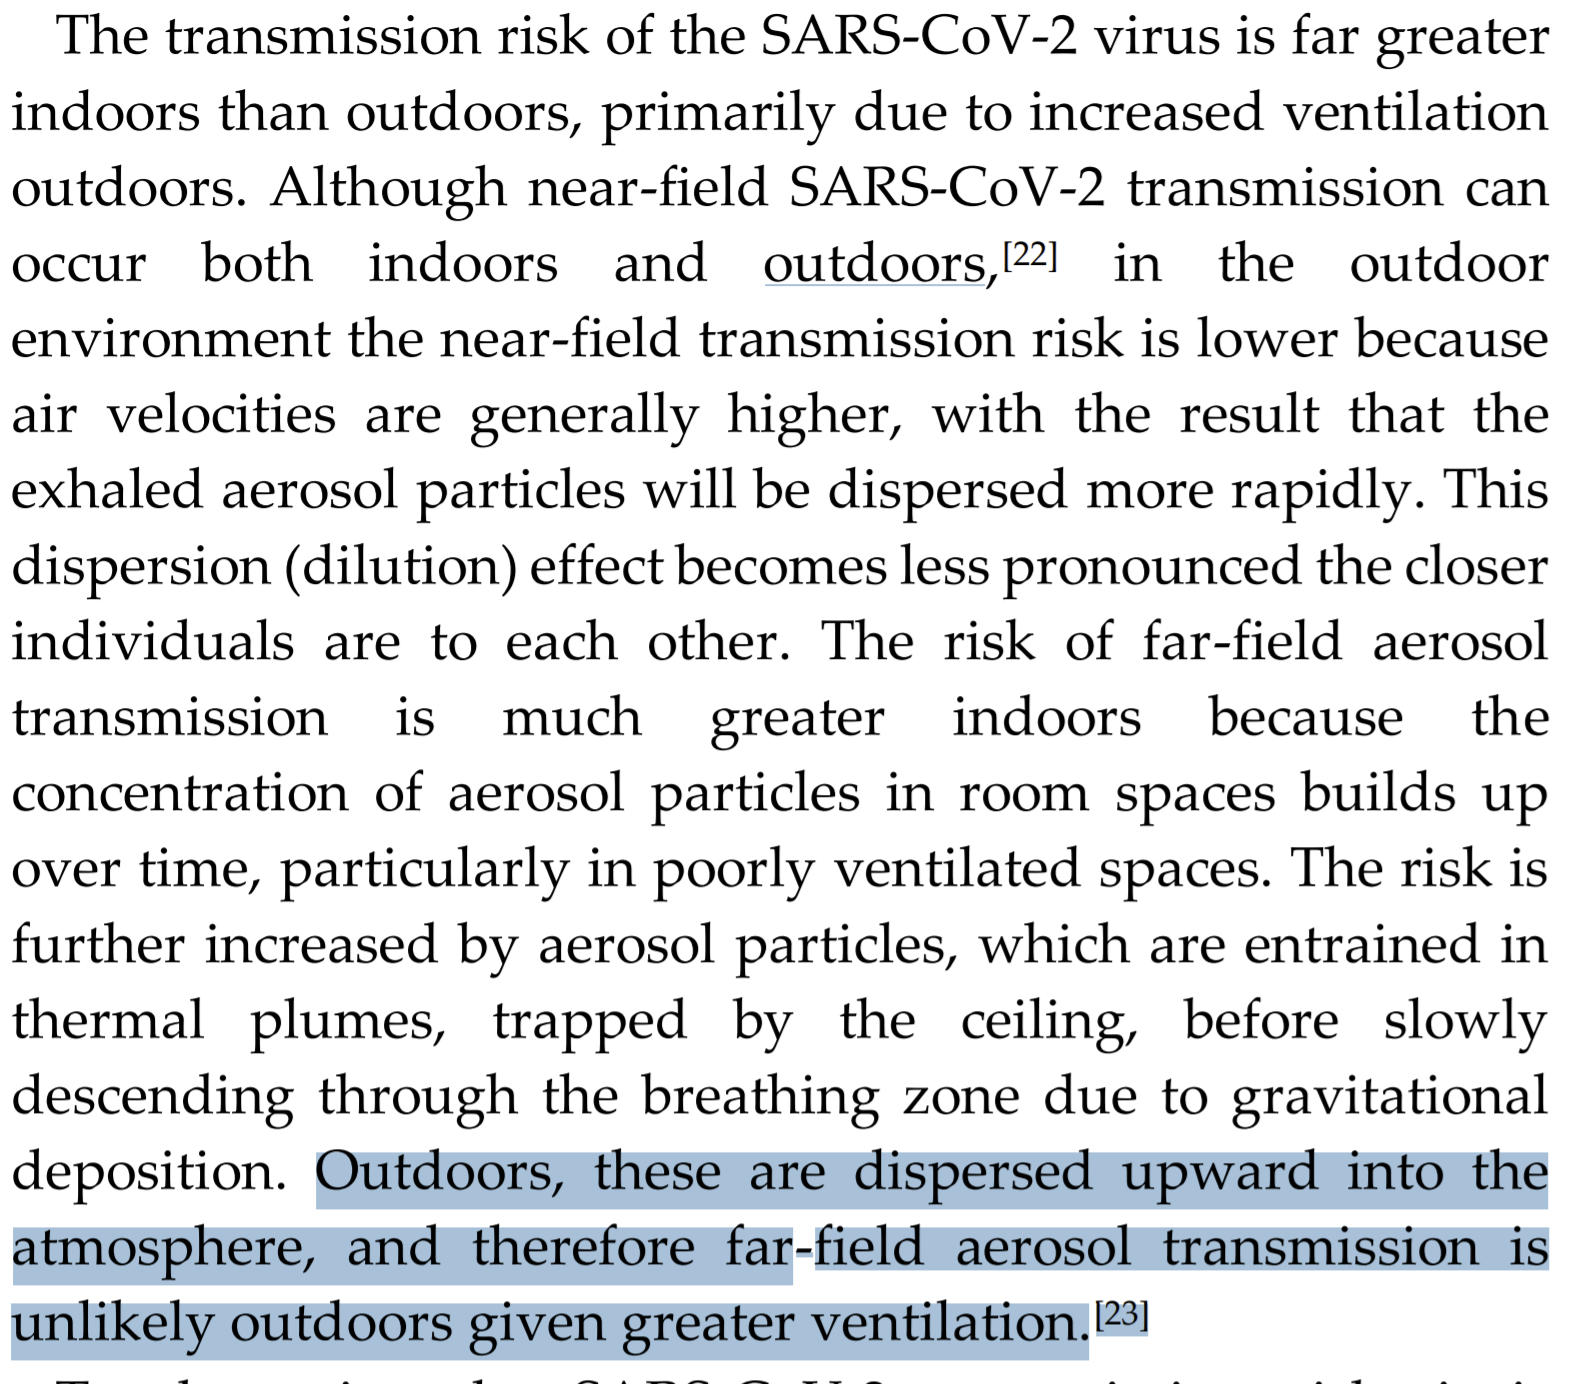 The transmission risk of the SARS-CoV-2 virus is far greater
indoors than outdoors, primarily due to increased ventilation
outdoors. Although near-field SARS-CoV-2 transmission can
occur both indoors and outdoors,[22] in the outdoor
environment the near-field transmission risk is lower because
air velocities are generally higher, with the result that the
exhaled aerosol particles will be dispersed more rapidly. This
dispersion (dilution) effect becomes less pronounced the closer
individuals are to each other. The risk of far-field aerosol
transmission is much greater indoors because the
concentration of aerosol particles in room spaces builds up
over time, particularly in poorly ventilated spaces. The risk is
further increased by aerosol particles, which are entrained in
thermal plumes, trapped by the ceiling, before slowly
descending through the breathing zone due to gravitational
deposition. Outdoors, these are dispersed upward into the
atmosphere, and therefore far-field aerosol transmission is
unlikely outdoors given greater ventilation.[23]